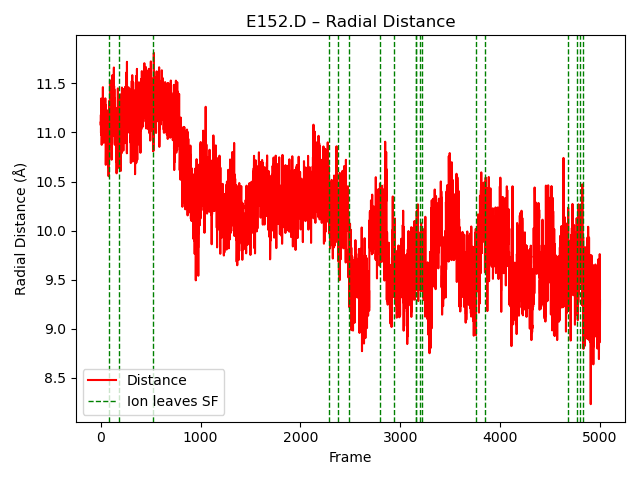 E152.D – Radial Distance
Radial Distance (Å)
11.5
11.0
10.5
10.0
9.5
9.0
8.5
Distance
Ion leaves SF
0
1000
2000
3000
4000
5000
Frame